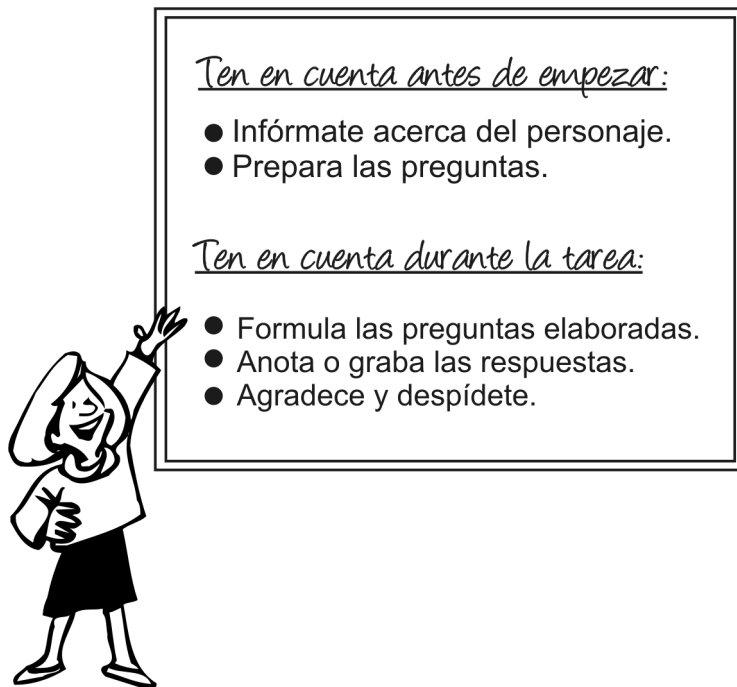 Ten en cuenta antes de empezar:
● Infórmate acerca del personaje.
● Prepara las preguntas.
Ten en cuenta durante la tarea:
● Formula las preguntas elaboradas.
● Anota o graba las respuestas.
● Agradece y despídete.